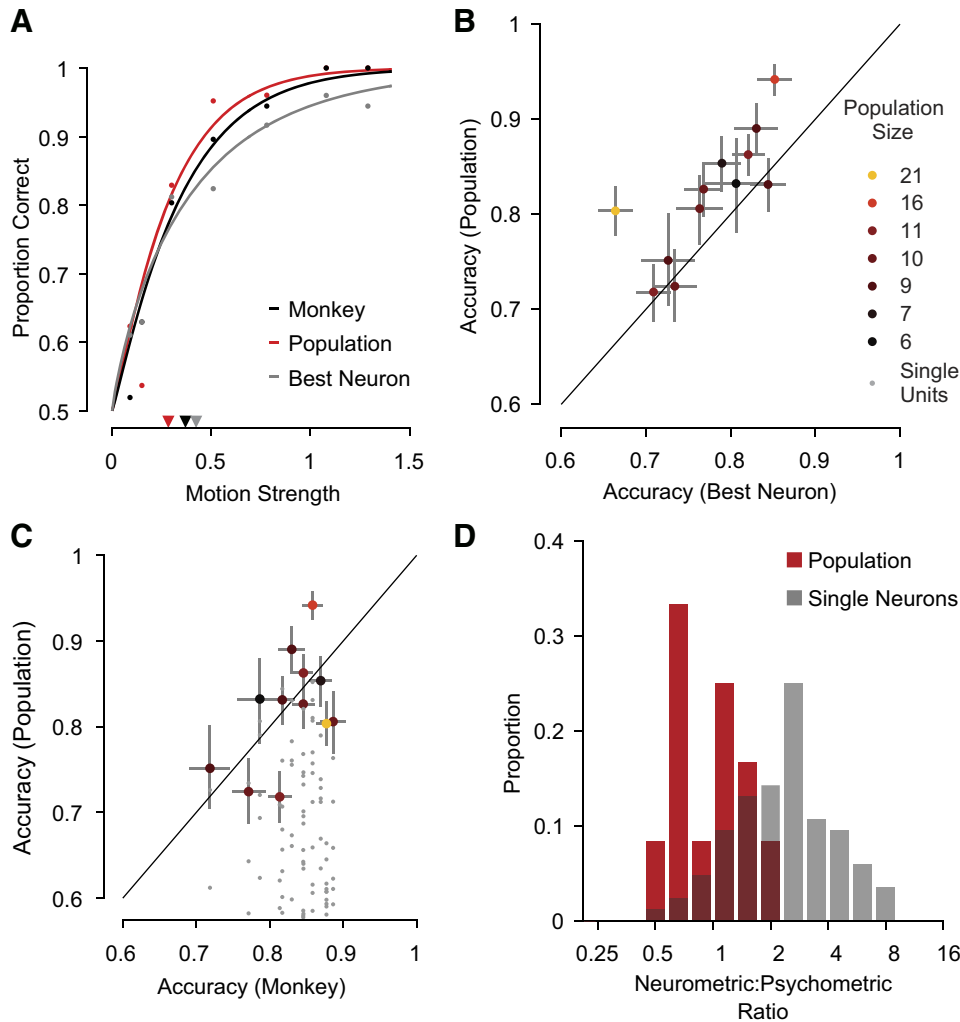 A
Proportion Correct
1
0.9
0.8
0.7
0.6
0.5
Monkey
Population
Best Neuron
0
0.5
1
1.5
Motion Strength
B
Accuracy (Population)
1
0.9
0.8
0.7
0.6
0.6
0.7
0.8
0.9
1
Accuracy (Best Neuron)
Population
Size
21
16
11
10
9
7
6
Single
Units
C
Accuracy (Population)
1
0.9
0.8
0.7
0.6
0.6
0.7
0.8
0.9
1
Accuracy (Monkey)
D
Proportion
0.4
0.3
0.2
0.1
0
Population
Single Neurons
0.25
0.5
1
2
4
8
16
Neurometric:Psychometric
Ratio